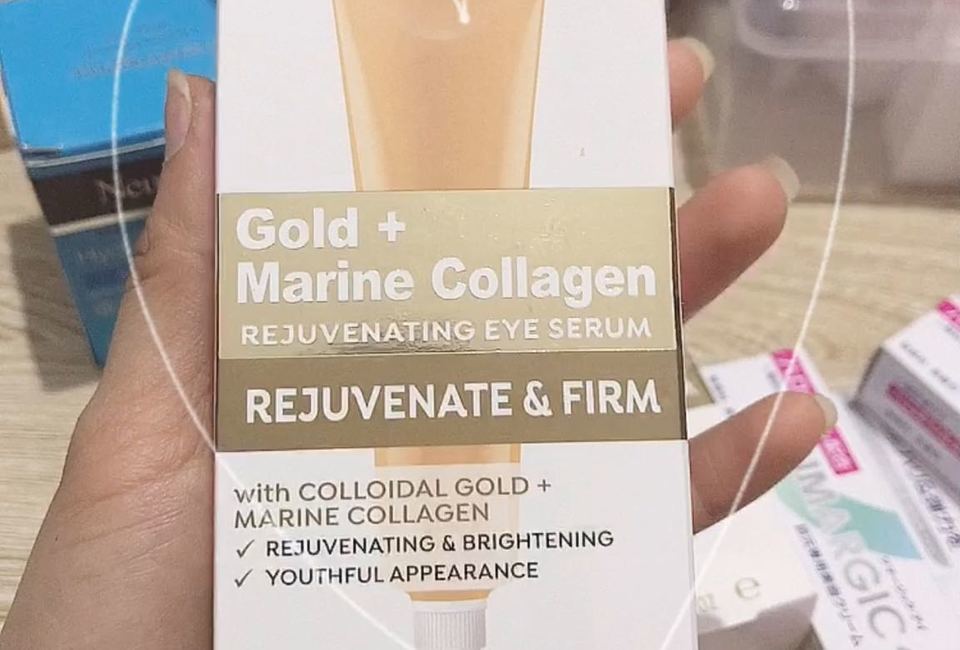 Gold +
Marine Collagen
REJUVENATING EYE SERUM
REJUVENATE & FIRM
with COLLOIDAL GOLD +
MARINE COLLAGEN
✓ REJUVENATING & BRIGHTENING
✓ YOUTHFUL APPEARANCE